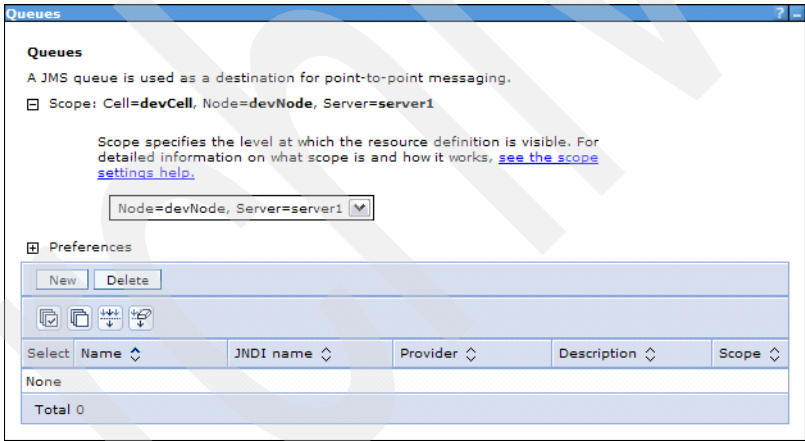 Queues ? _
Queues
A JMS queue is used as a destination for point-to-point messaging.
Scope: Cell=devCell, Node=devNode, Server=server1
Scope specifies the level at which the resource definition is visible. For
detailed information on what scope is and how it works, see the scope
settings help.
Node=devNode, Server=server1
Preferences
New Delete
Select Name JNDI name Provider Description Scope
None
Total 0